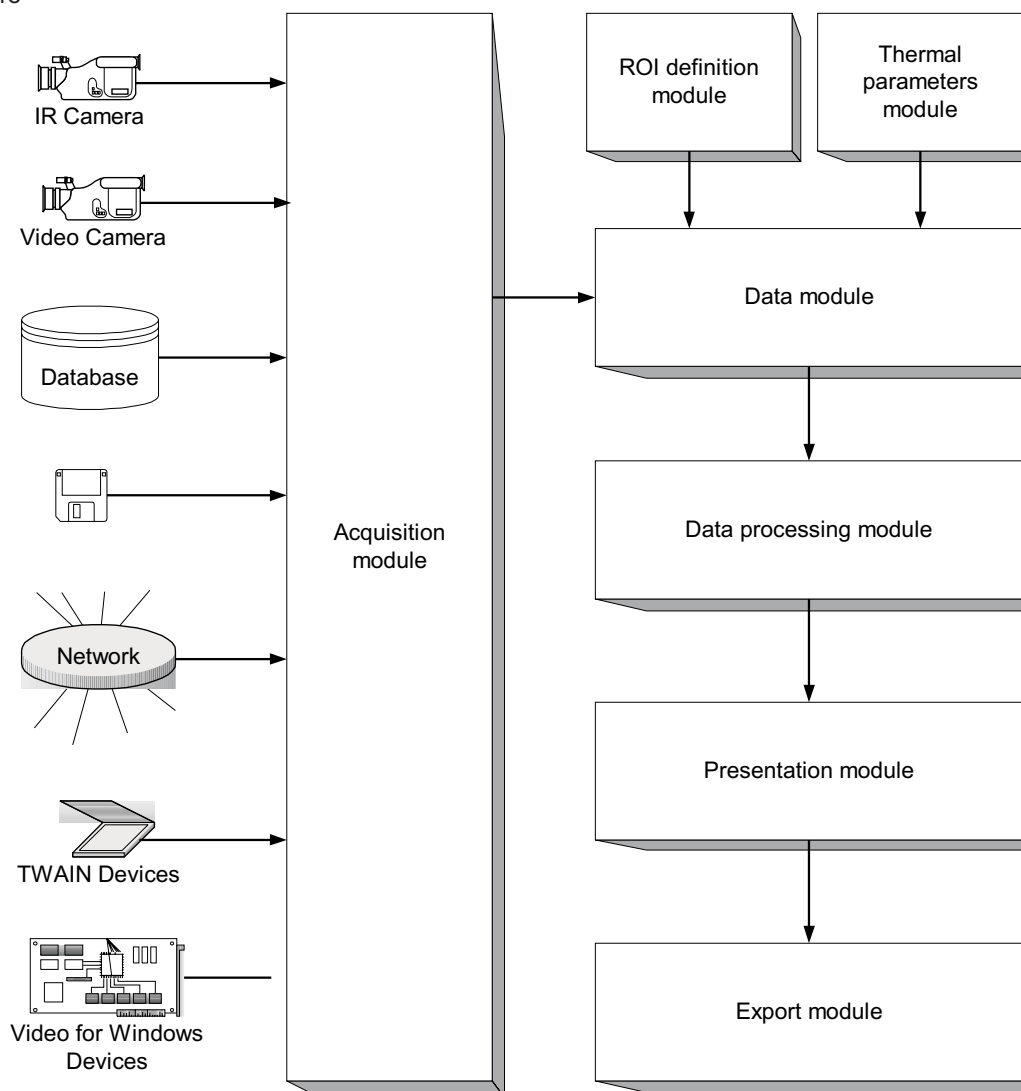 IR Camera
Video Camera
Database
Network
TWAIN Devices
Video for Windows
Devices
Acquisition
module
ROI definition
module
Thermal
parameters
module
Data module
Data processing module
Presentation module
Export module